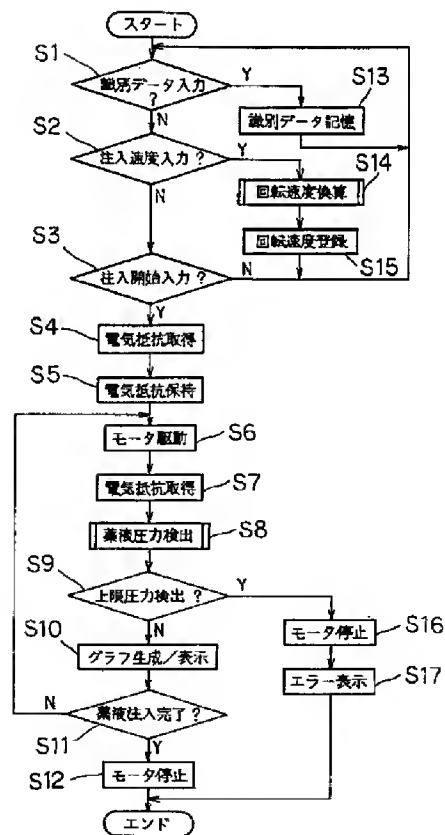 スタート
S1
識別データ入力
?
Y
S13
N
識別データ記憶
S2
注入速度入力?
Y
S14
回転速度換算
N
回転速度登録
S15
S3
注入開始入力?
N
Y
S4
電気抵抗取得
S5
電気抵抗保持
モータ駆動
S6
電気抵抗取得
S7
薬液圧力検出
S8
S9
上限圧力検出?
Y
N
S16
モータ停止
S10
グラフ生成/表示
S17
エラー表示
N
薬液注入完了?
S11
Y
S12
モータ停止
エンド